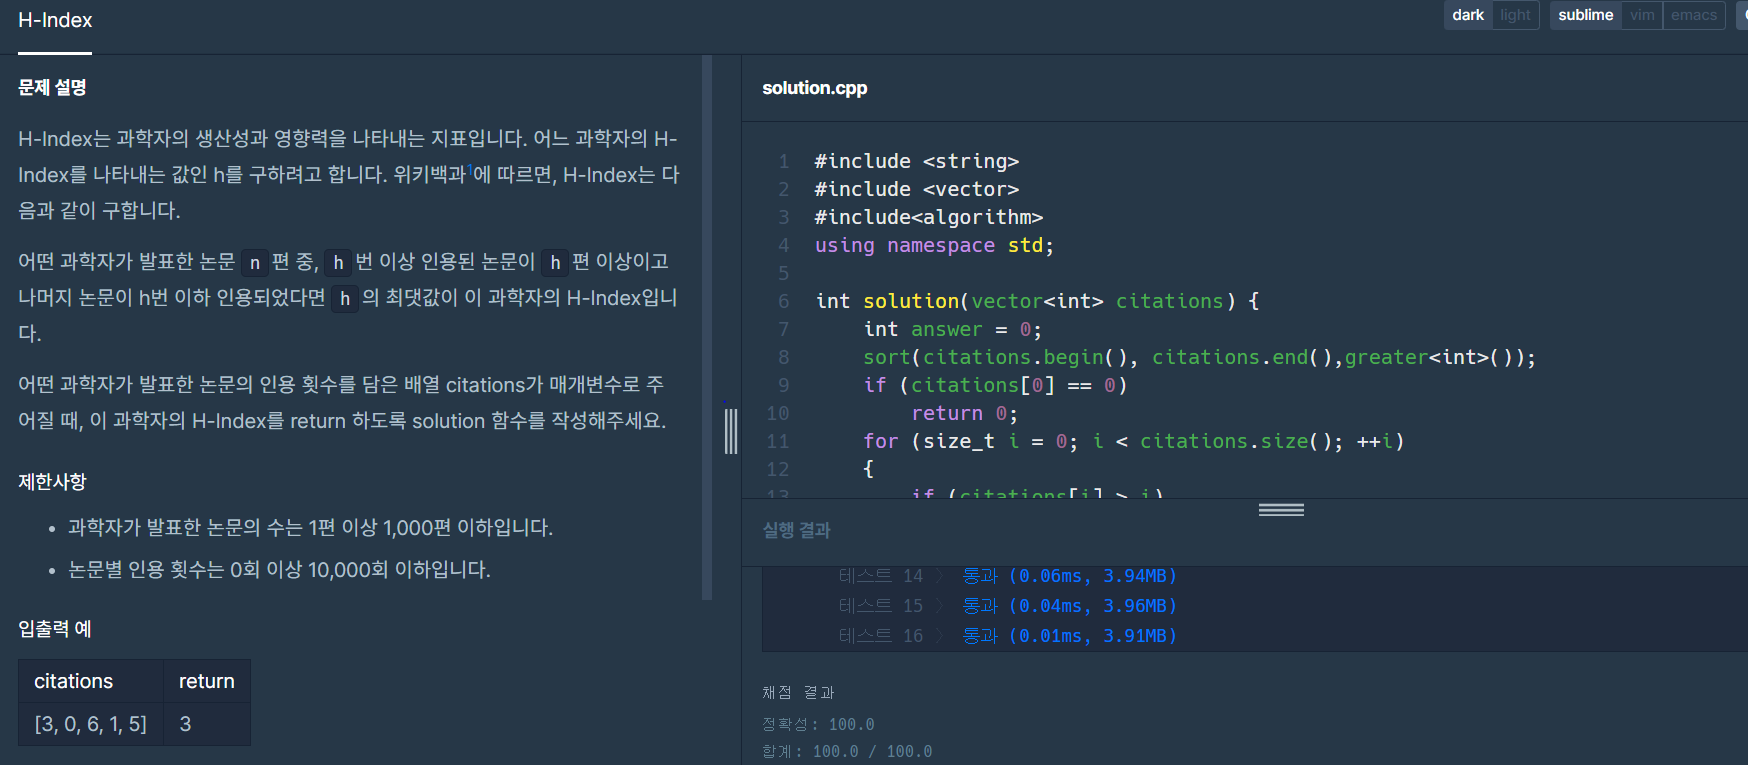 H-Index
dark light sublime vim emacs
문제 설명
H-Index는 과학자의 생산성과 영향력을 나타내는 지표입니다. 어느 과학자의 H-
Index를 나타내는 값인 h를 구하려고 합니다. 위키백과1에 따르면, H-Index는 다
음과 같이 구합니다.
어떤 과학자가 발표한 논문 n 편 중, h 번 이상 인용된 논문이 h 편 이상이고
나머지 논문이 h번 이하 인용되었다면 h 의 최댓값이 이 과학자의 H-Index입니
다.
어떤 과학자가 발표한 논문의 인용 횟수를 담은 배열 citations가 매개변수로 주
어질 때, 이 과학자의 H-Index를 return 하도록 solution 함수를 작성해주세요.
제한사항
• 과학자가 발표한 논문의 수는 1편 이상 1,000편 이하입니다.
• 논문별 인용 횟수는 0회 이상 10,000회 이하입니다.
입출력 예
citations return
[3, 0, 6, 1, 5] 3
solution.cpp
1 #include <string>
2 #include <vector>
3 #include<algorithm>
4 using namespace std;
5
6 int solution(vector<int> citations) {
7 int answer = 0;
8 sort(citations.begin(), citations.end(),greater<int>());
9 if (citations[0] == 0)
10 return 0;
11 for (size_t i = 0; i < citations.size(); ++i)
12 {
13 if (citations[i] > i)
실행 결과
테스트 14 〉 통과 (0.06ms, 3.94MB)
테스트 15 〉 통과 (0.04ms, 3.96MB)
테스트 16 〉 통과 (0.01ms, 3.91MB)
채점 결과
정확성: 100.0
합계: 100.0 / 100.0